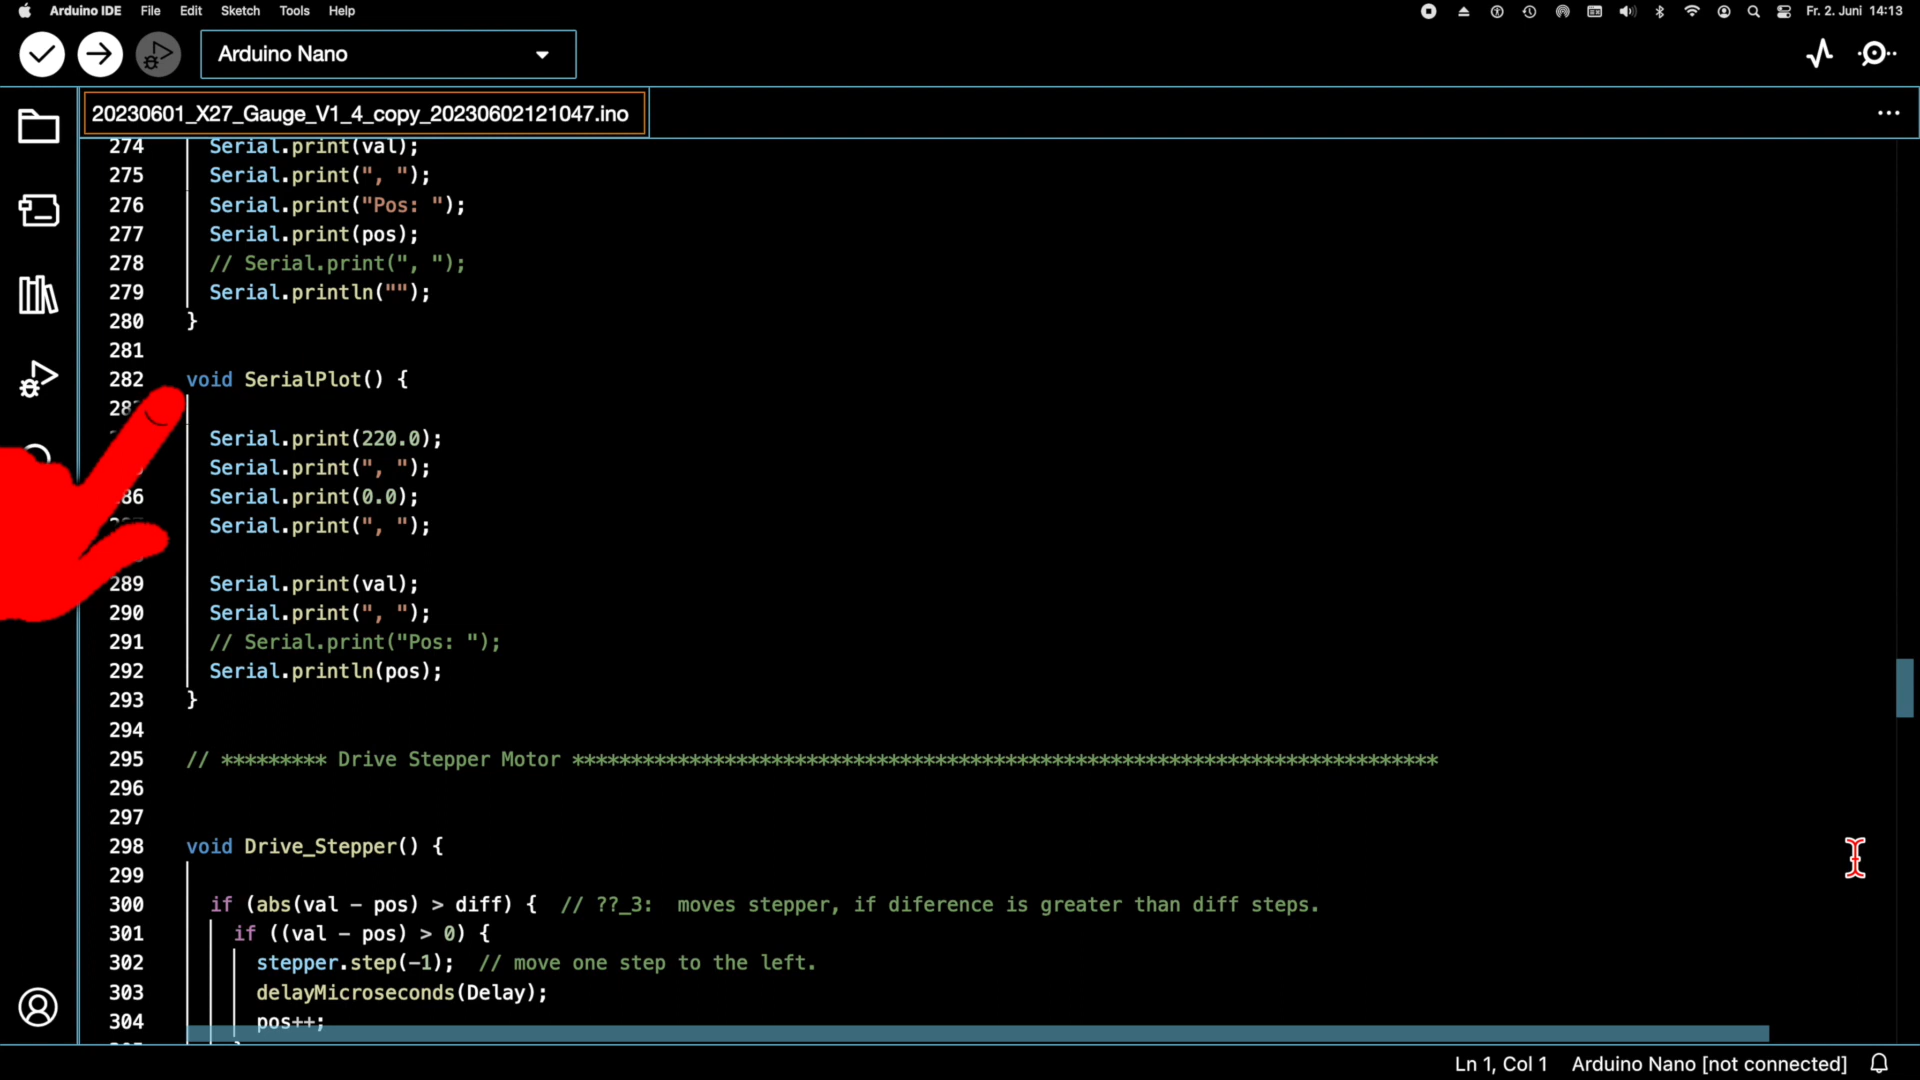 Arduino IDE File Edit Sketch Tools Help Fr. 2. Juni 14:13
Arduino Nano
20230601_X27_Gauge_V1_4_copy_20230602121047.ino
274 Serial.print(val);
275 Serial.print(", ");
276 Serial.print("Pos: ");
277 Serial.print(pos);
278 // Serial.print(", ");
279 Serial.println("");
280 }
281
282 void SerialPlot() {
Serial.print(220.0);
Serial.print(", ");
86 Serial.print(0.0);
Serial.print(", ");
289 Serial.print(val);
290 Serial.print(", ");
291 // Serial.print("Pos: ");
292 Serial.println(pos);
293 }
294
295 // ********* Drive Stepper Motor **************************************************************************
296
297
298 void Drive_Stepper() {
299
300 if (abs(val - pos) > diff) { // ??_3: moves stepper, if diference is greater than diff steps.
301 if ((val - pos) > 0) {
302 stepper.step(-1); // move one step to the left.
303 delayMicroseconds(Delay);
304 pos++;
Ln 1, Col 1 Arduino Nano [not connected]